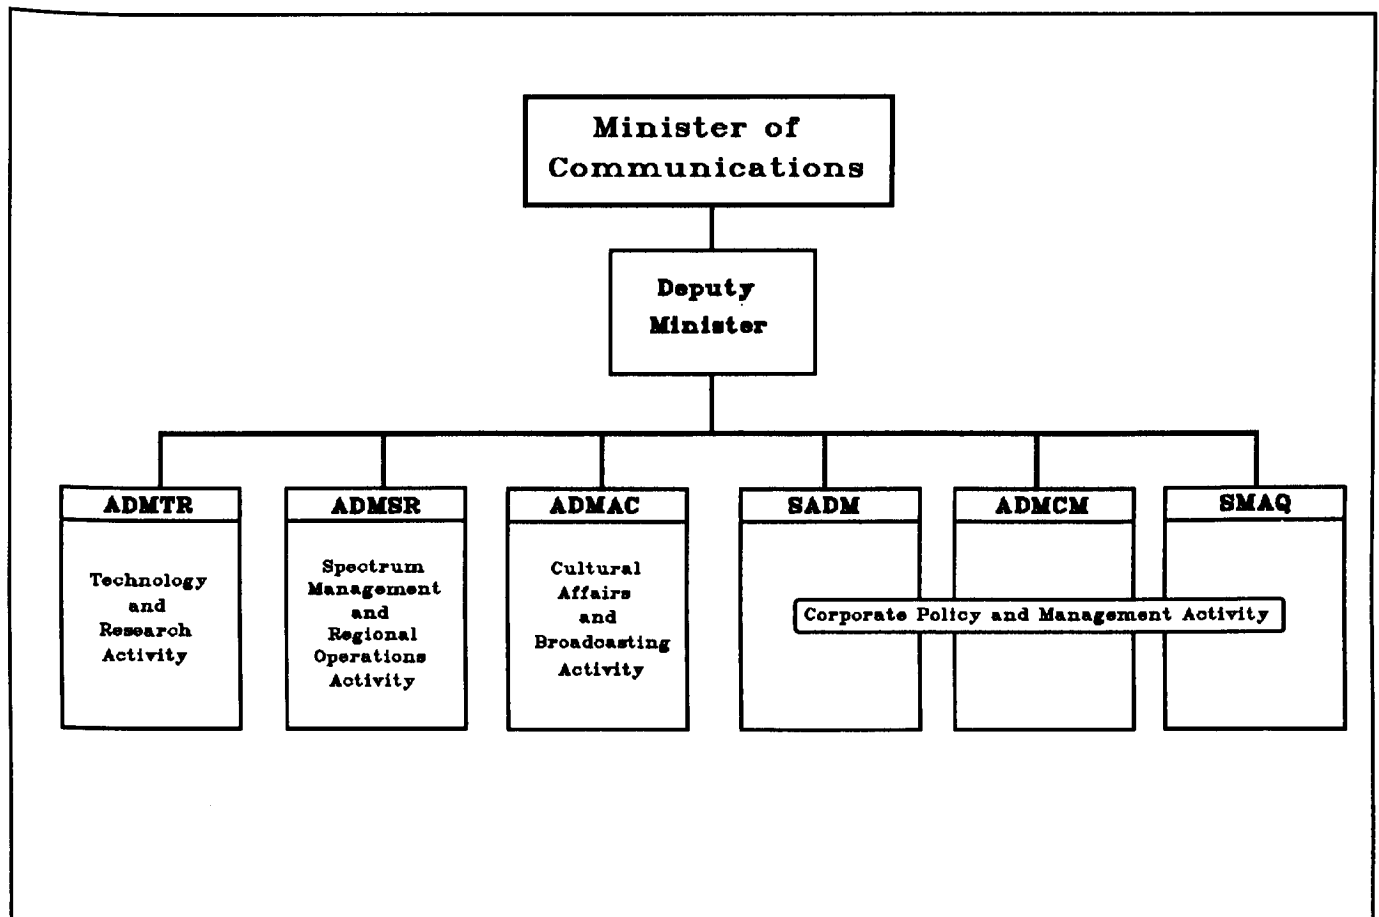 Minister of
Communications
Deputy
Minister
ADMTR
Technology
and
Research
Activity
ADMSR
Spectrum
Management
and
Regional
Operations
Activity
ADMAC
Cultural
Affairs
and
Broadcasting
Activity
SADM
ADMCM
SMAQ
Corporate Policy and Management Activity